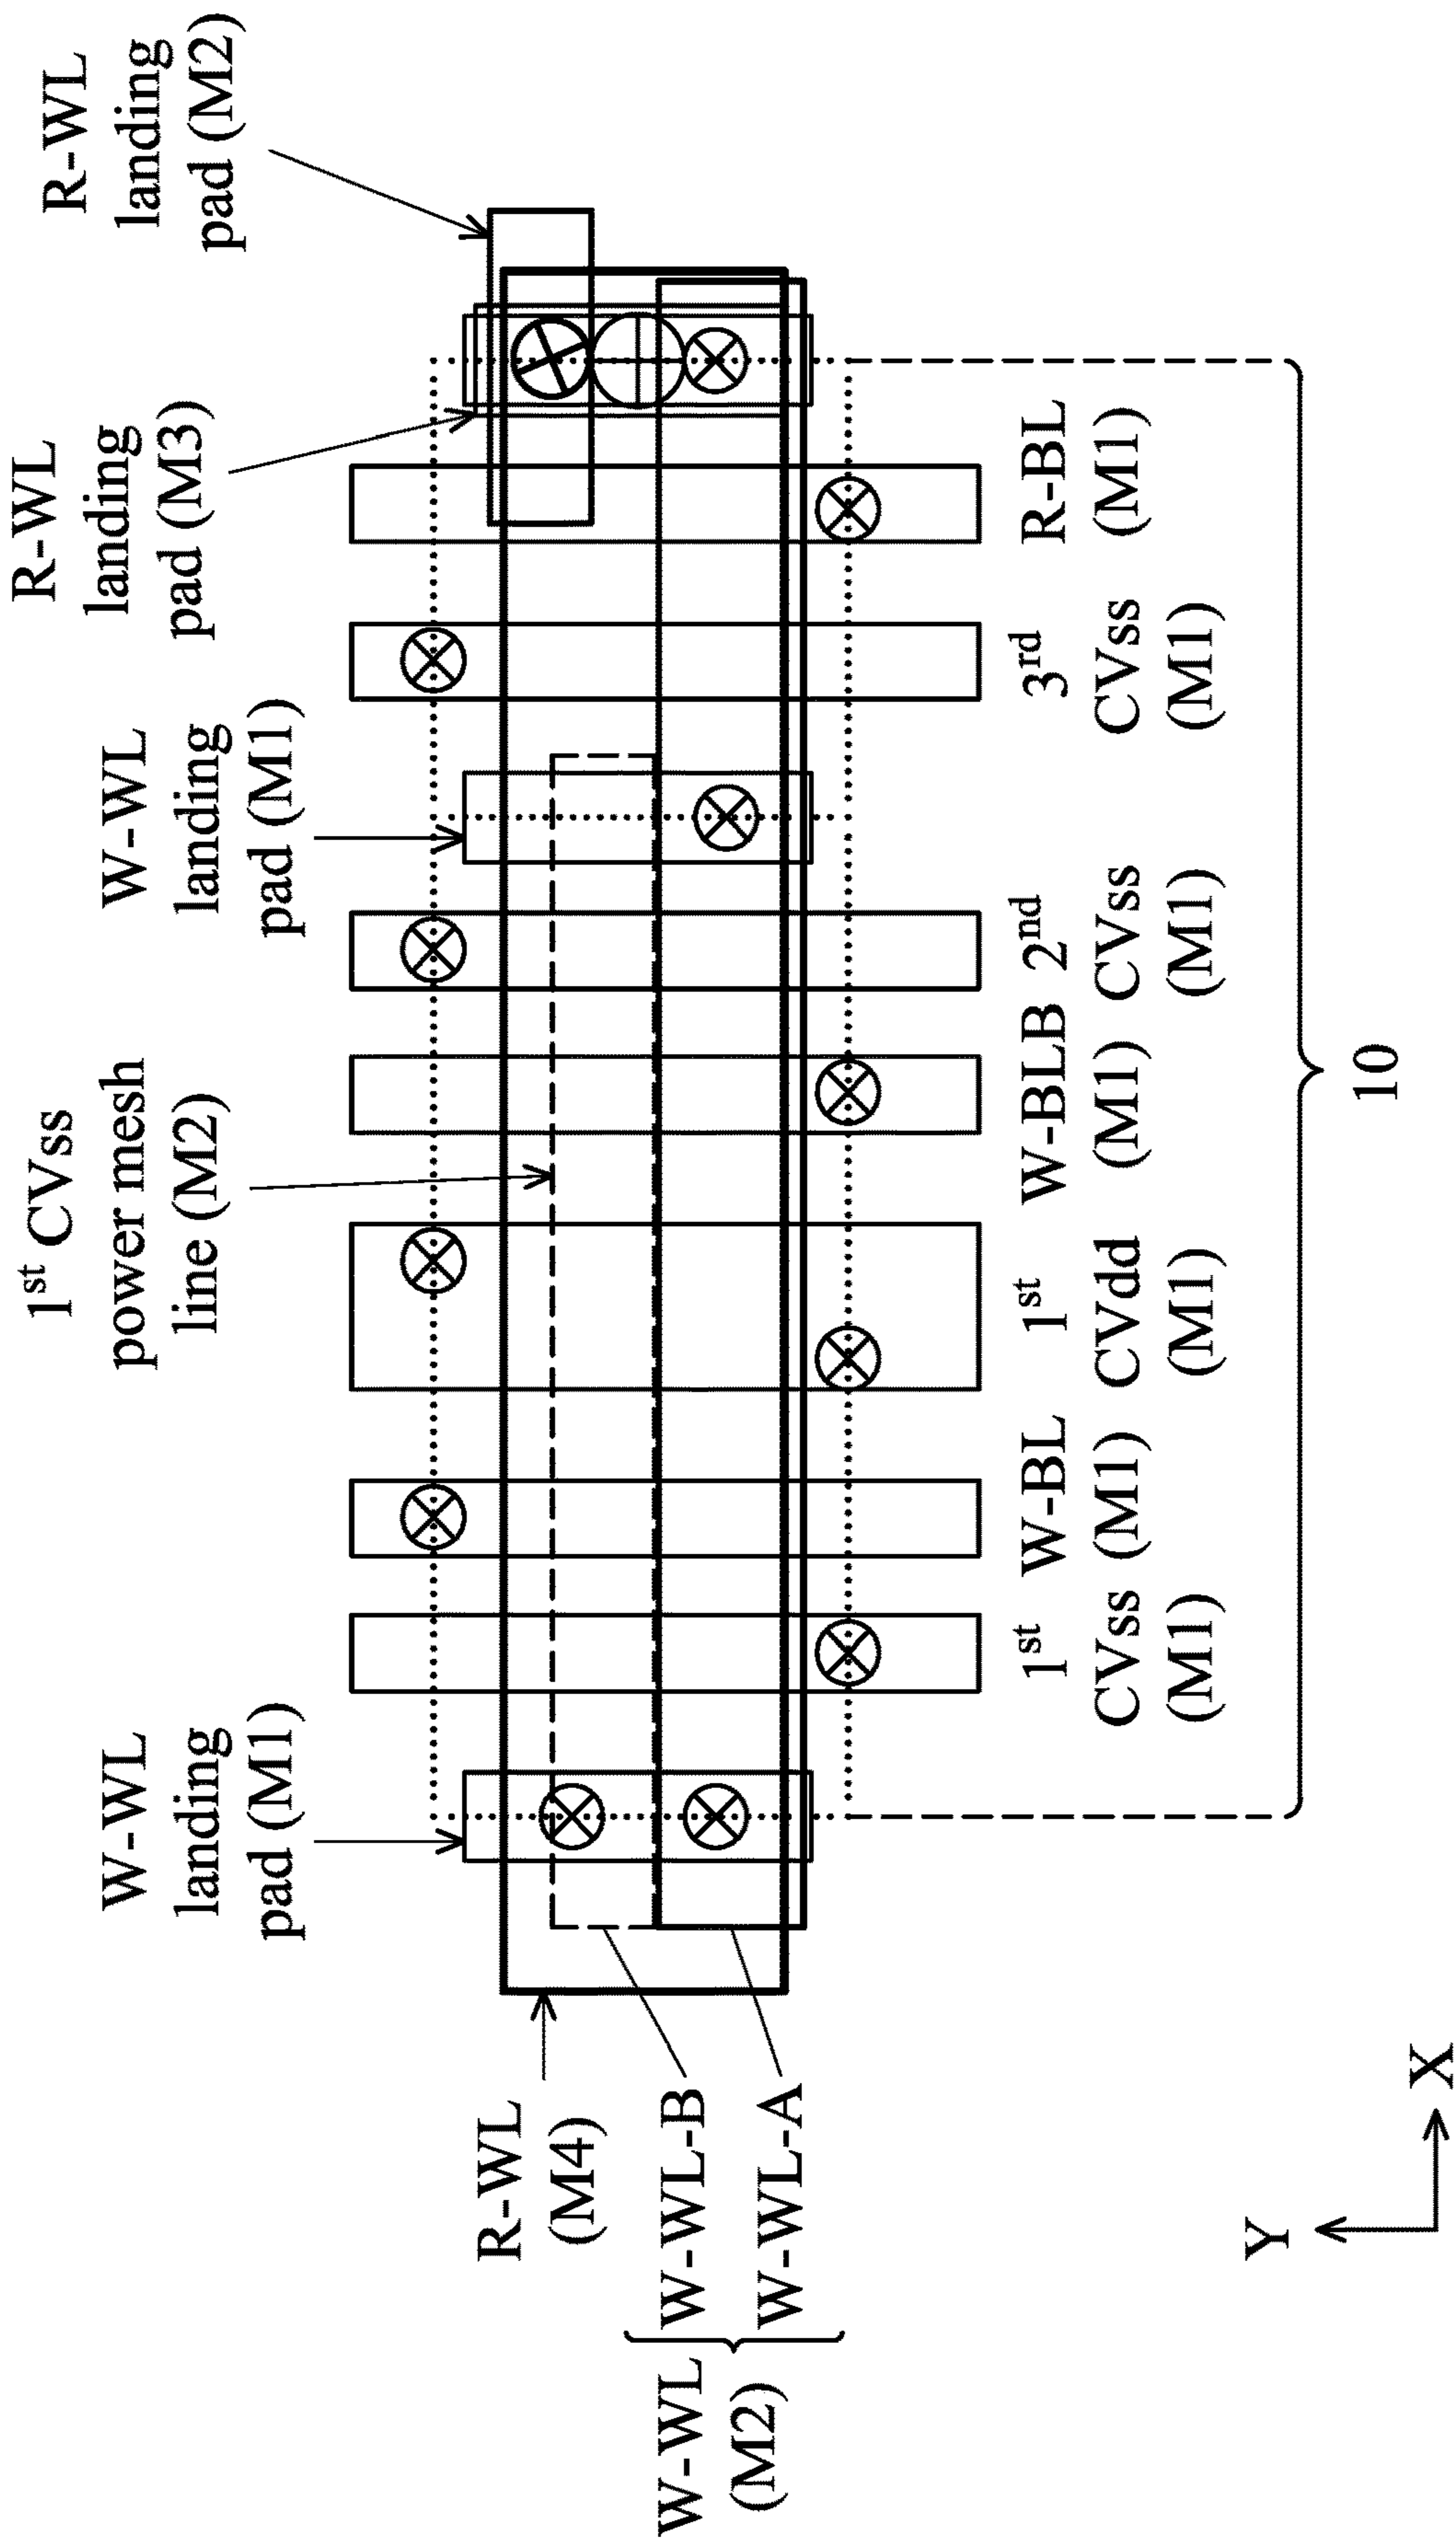 W-WL
landing
pad (M1)
1st CVss
power mesh
line (M2)
W-WL
landing
pad (M1)
R-WL
landing
pad (M3)
R-WL
landing
pad (M2)
R-WL
(M4)
W-WL
(M2)
W-WL-B
W-WL-A
1st
CVss
(M1)
W-BL
(M1)
1st
CVdd
(M1)
W-BLB
(M1)
2nd
CVss
(M1)
3rd
CVss
(M1)
R-BL
(M1)
10
Y
X